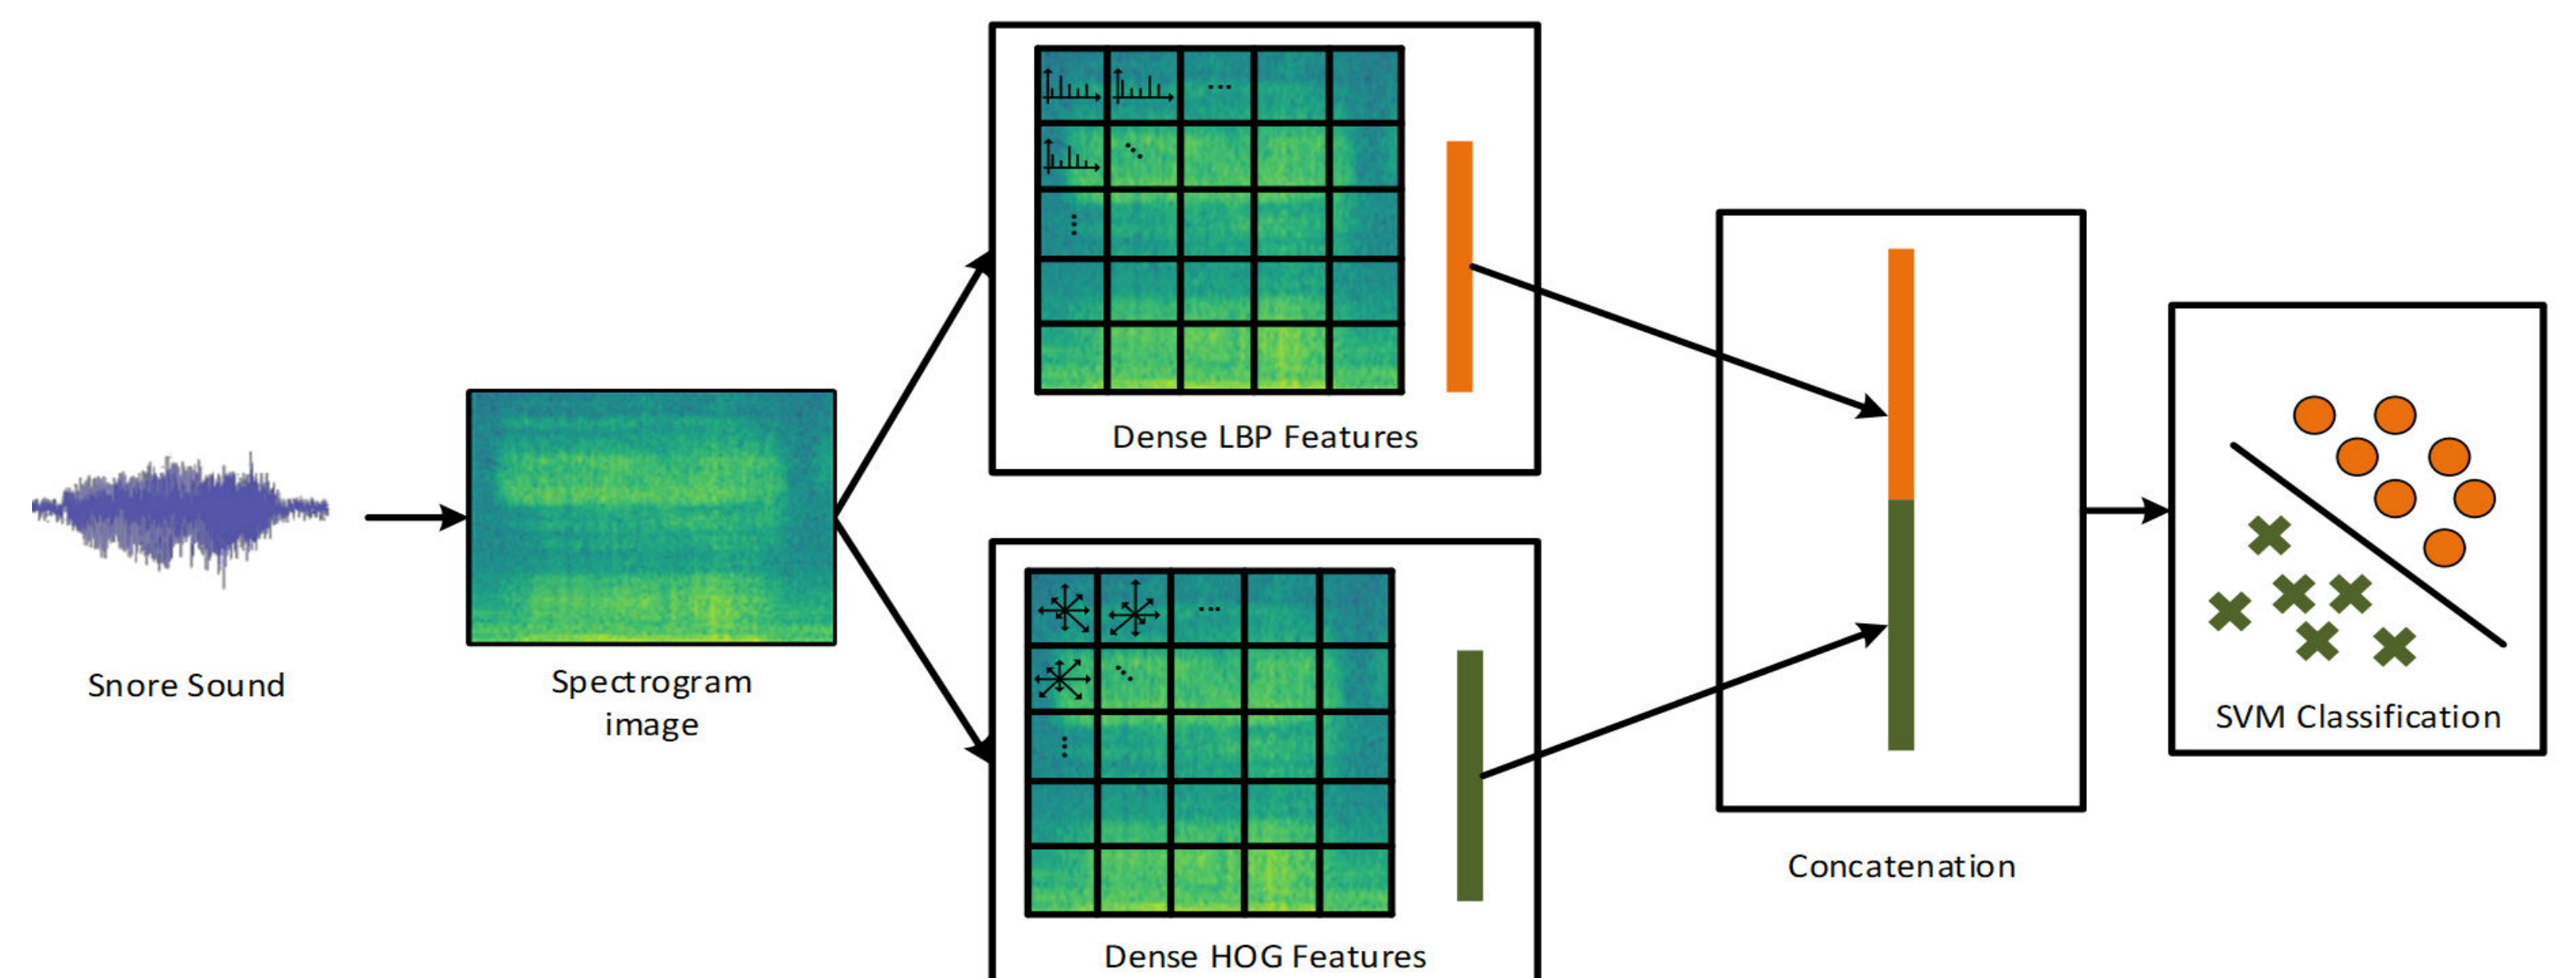 Snore Sound
Spectrogram
image
Dense LBP Features
Dense HOG Features
Concatenation
SVM Classification